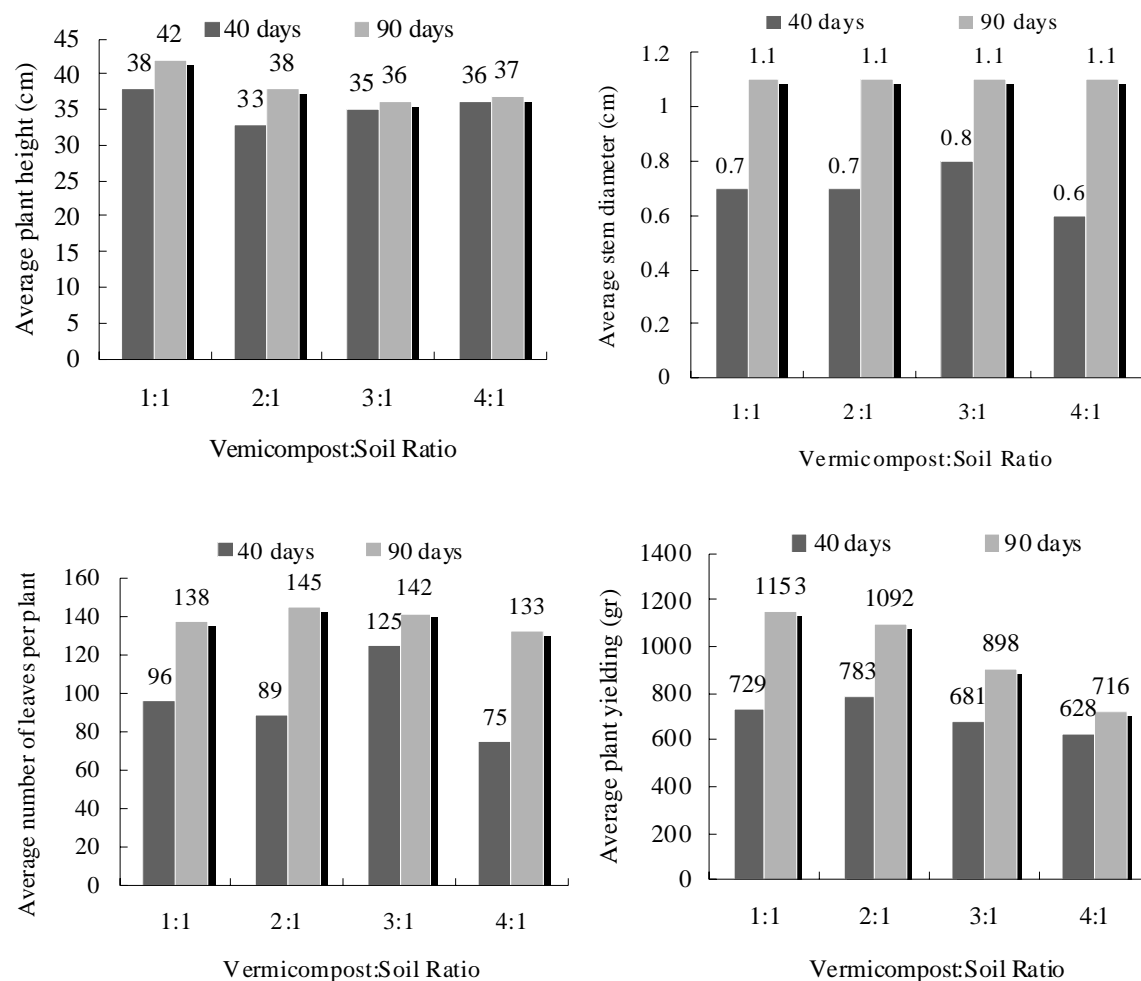 40 days 90 days
Average plant height (cm)
45
40
35
30
25
20
15
10
5
0
38 42 33 38 35 36 36 37
1:1 2:1 3:1 4:1
Vemicompost:Soil Ratio
40 days 90 days
Average stem diameter (cm)
1.2
1
0.8
0.6
0.4
0.2
0
0.7 1.1 0.7 1.1 0.8 1.1 0.6 1.1
1:1 2:1 3:1 4:1
Vermicompost:Soil Ratio
40 days 90 days
Average number of leaves per plant
160
140
120
100
80
60
40
20
0
96 138 89 145 125 142 75 133
1:1 2:1 3:1 4:1
Vermicompost:Soil Ratio
40 days 90 days
Average plant yielding (gr)
1400
1200
1000
800
600
400
200
0
729 1153 783 1092 681 898 628 716
1:1 2:1 3:1 4:1
Vermicompost:Soil Ratio